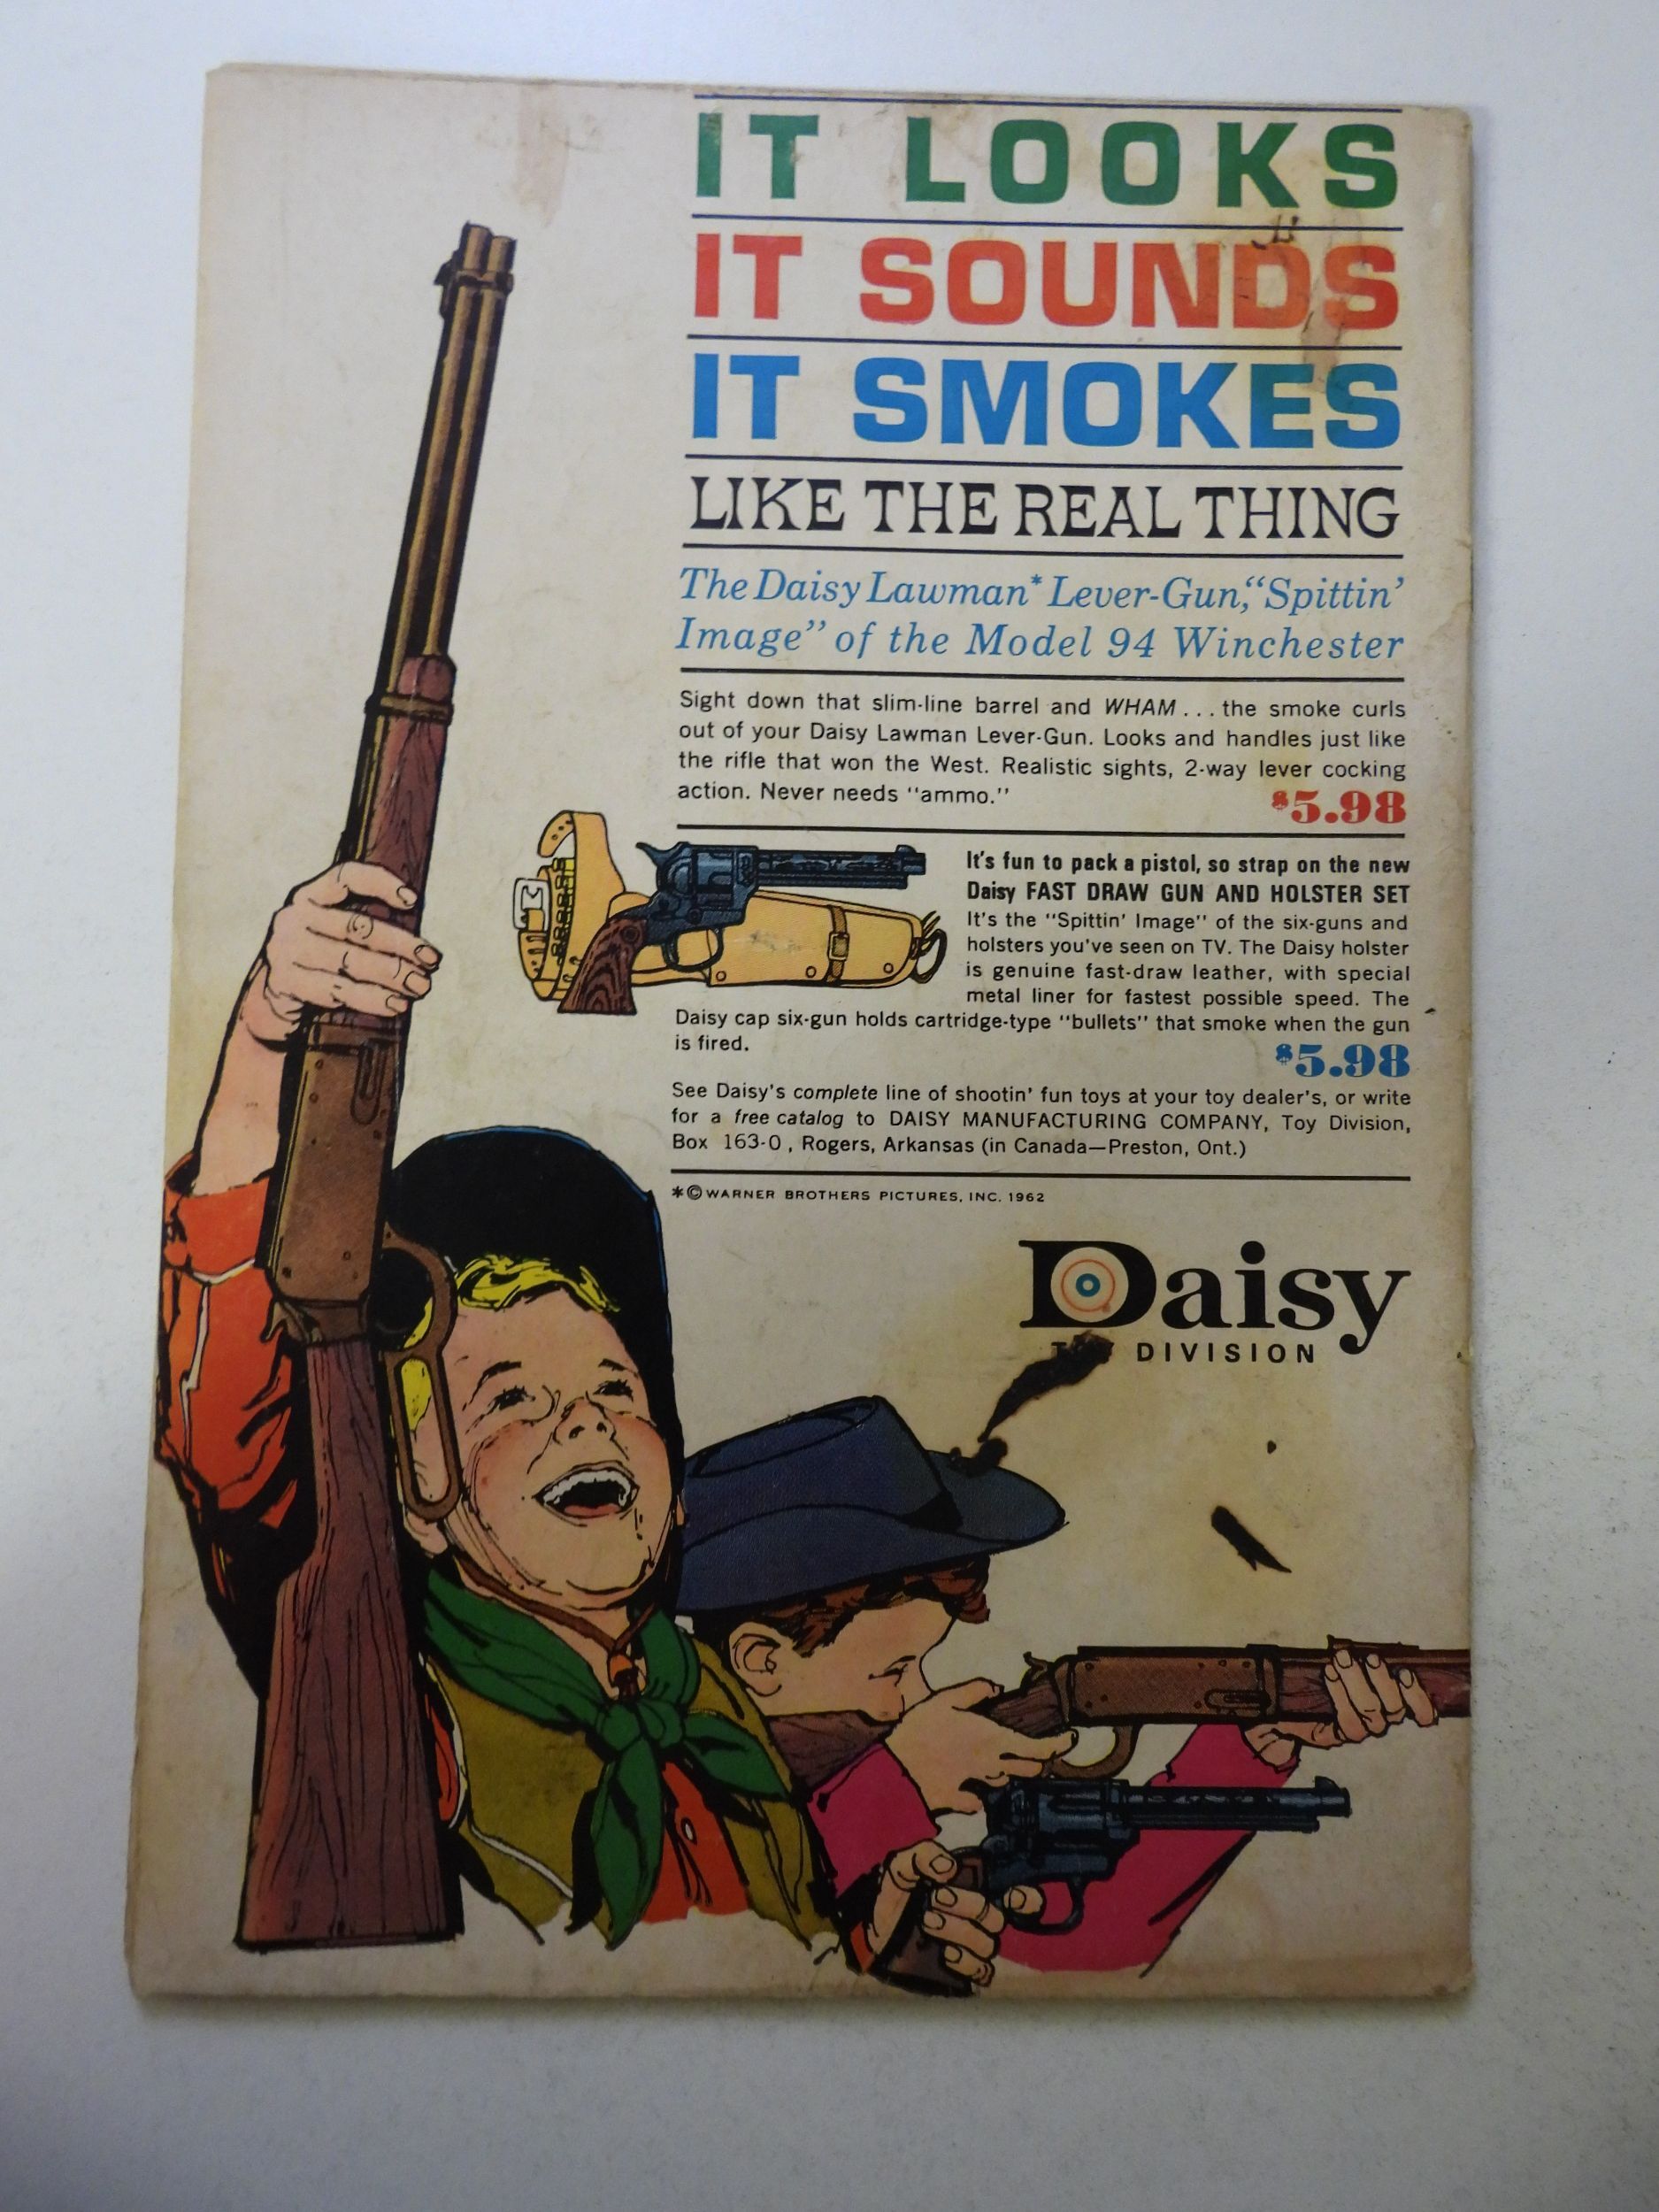 IT LOOKS
IT SOUNDS
IT SMOKES
LIKE THE REAL THING
The Daisy Lawman* Lever-Gun, “Spittin’
Image” of the Model 94 Winchester
Sight down that slim-line barrel and WHAM... the smoke curls
out of your Daisy Lawman Lever-Gun. Looks and handles just like
the rifle that won the West. Realistic sights, 2-way lever cocking
action. Never needs “ammo.”
$5.98
It's fun to pack a pistol, so strap on the new
Daisy FAST DRAW GUN AND HOLSTER SET
It's the “Spittin' Image” of the six-guns and
holsters you've seen on TV. The Daisy holster
is genuine fast-draw leather, with special
metal liner for fastest possible speed. The
Daisy cap six-gun holds cartridge-type “bullets” that smoke when the gun
is fired.
$5.98
See Daisy's complete line of shootin' fun toys at your toy dealer's, or write
for a free catalog to DAISY MANUFACTURING COMPANY, Toy Division,
Box 163-O, Rogers, Arkansas (in Canada—Preston, Ont.)
*©WARNER BROTHERS PICTURES, INC. 1962
Daisy
TOY DIVISION